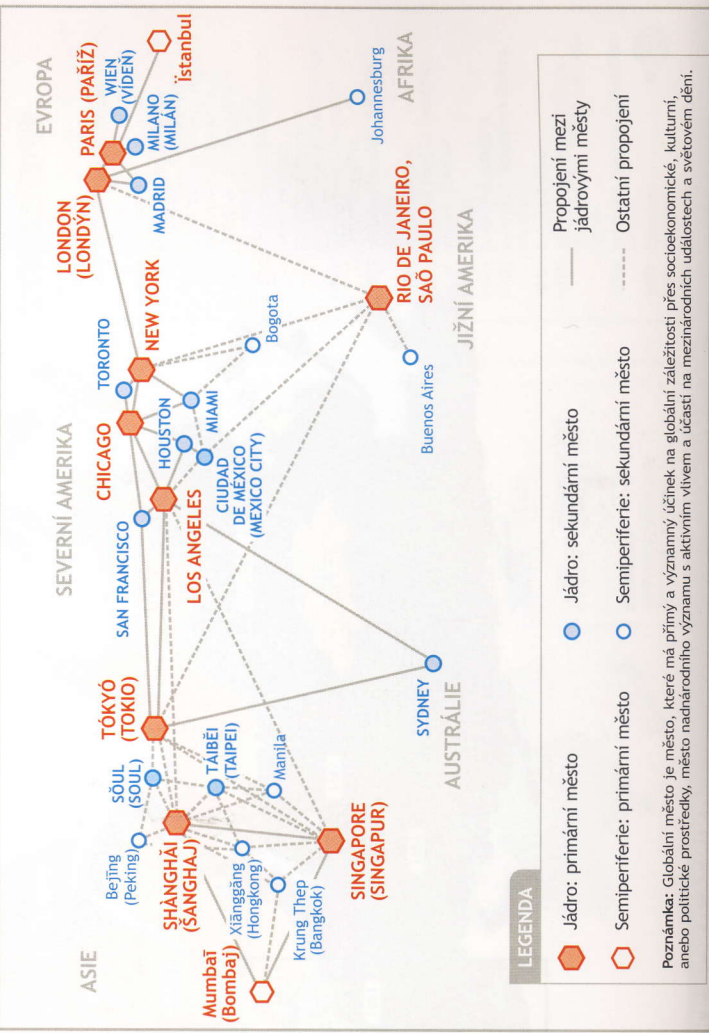 ASIE
SEVERNÍ AMERIKA
EVROPA
Bejīing
(Peking)
SŎUL
(SOUL)
TÓKYÓ
(TOKIO)
SAN FRANCISCO
CHICAGO
TORONTO
LONDON
(LONDÝN)
PARIS (PAŘÍŽ)
WIEN
(VÍDEŇ)
MILANO
(MILÁN)
MADRID
Ïstanbul
SHÀNGHĂI
(ŠANGHAJ)
LOS ANGELES
HOUSTON
NEW YORK
Mumbaï
(Bombaj)
Xiānggăng
(Hongkong)
TÁIBĚI
(TAIPEI)
CIUDAD
DE MÉXICO
(MEXICO CITY)
MIAMI
Krung Thep
(Bangkok)
Manila
Bogota
Johannesburg
SINGAPORE
(SINGAPUR)
RIO DE JANEIRO,
SAÕ PAULO
AFRIKA
SYDNEY
Buenos Aires
AUSTRÁLIE
JIŽNÍ AMERIKA
LEGENDA
Jádro: primární město
Jádro: sekundární město
Propojení mezi
jádrovými městy
Semiperiferie: primární město
Semiperiferie: sekundární město
Ostatní propojení
Poznámka: Globální město je město, které má přímý a významný účinek na globální záležitosti přes socioekonomické, kulturní,
anebo politické prostředky, město nadnárodního významu s aktivním vlivem a účastí na mezinárodních událostech a světovém dění.